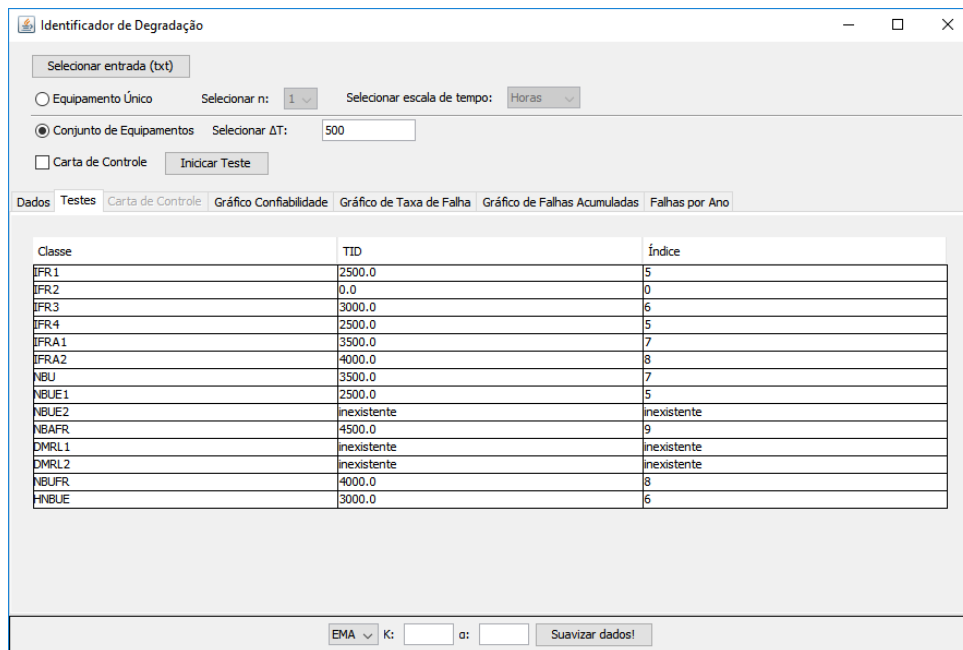 Identificador de Degradação
Selecionar entrada (txt)
Equipamento Único Selecionar n: 1 Selecionar escala de tempo: Horas
Conjunto de Equipamentos Selecionar ΔT: 500
Carta de Controle Inicicar Teste
Dados Testes Carta de Controle Gráfico Confiabilidade Gráfico de Taxa de Falha Gráfico de Falhas Acumuladas Falhas por Ano
Classe TID Índice
IFR1 2500.0 5
IFR2 0.0 0
IFR3 3000.0 6
IFR4 2500.0 5
IFRA1 3500.0 7
IFRA2 4000.0 8
NBU 3500.0 7
NBUE1 2500.0 5
NBUE2 inexistente inexistente
NBAFR 4500.0 9
DMRL1 inexistente inexistente
DMRL2 inexistente inexistente
NBUFR 4000.0 8
HNBUE 3000.0 6
EMA K: α: Suavizar dados!